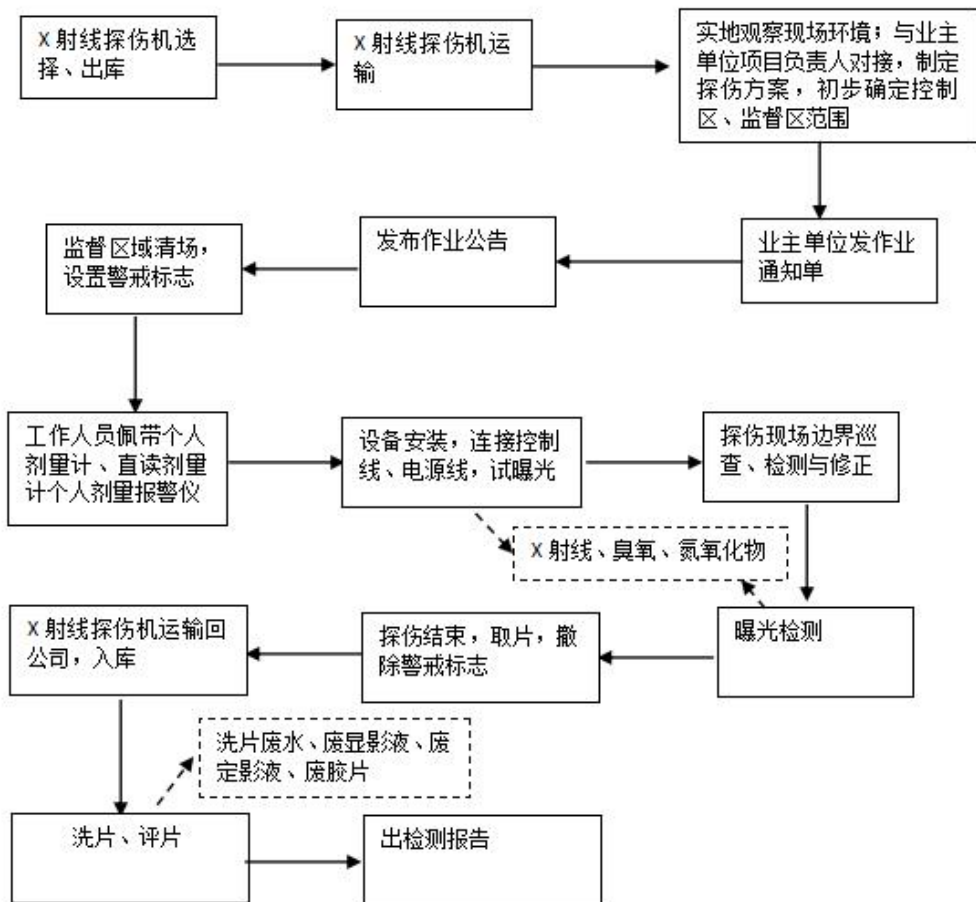 X射线探伤机选
择、出库
X射线探伤机运
输
实地观察现场环境；与业主
单位项目负责人对接，制定
探伤方案，初步确定控制
区、监督区范围
监督区域清场，
设置警戒标志
发布作业公告
业主单位发作业
通知单
工作人员佩带个人
剂量计、直读剂量
计个人剂量报警仪
设备安装，连接控制
线、电源线，试曝光
探伤现场边界巡
查、检测与修正
X射线、臭氧、氮氧化物
X射线探伤机运输回
公司，入库
探伤结束，取片，撤
除警戒标志
曝光检测
洗片废水、废显影液、废
定影液、废胶片
洗片、评片
出检测报告